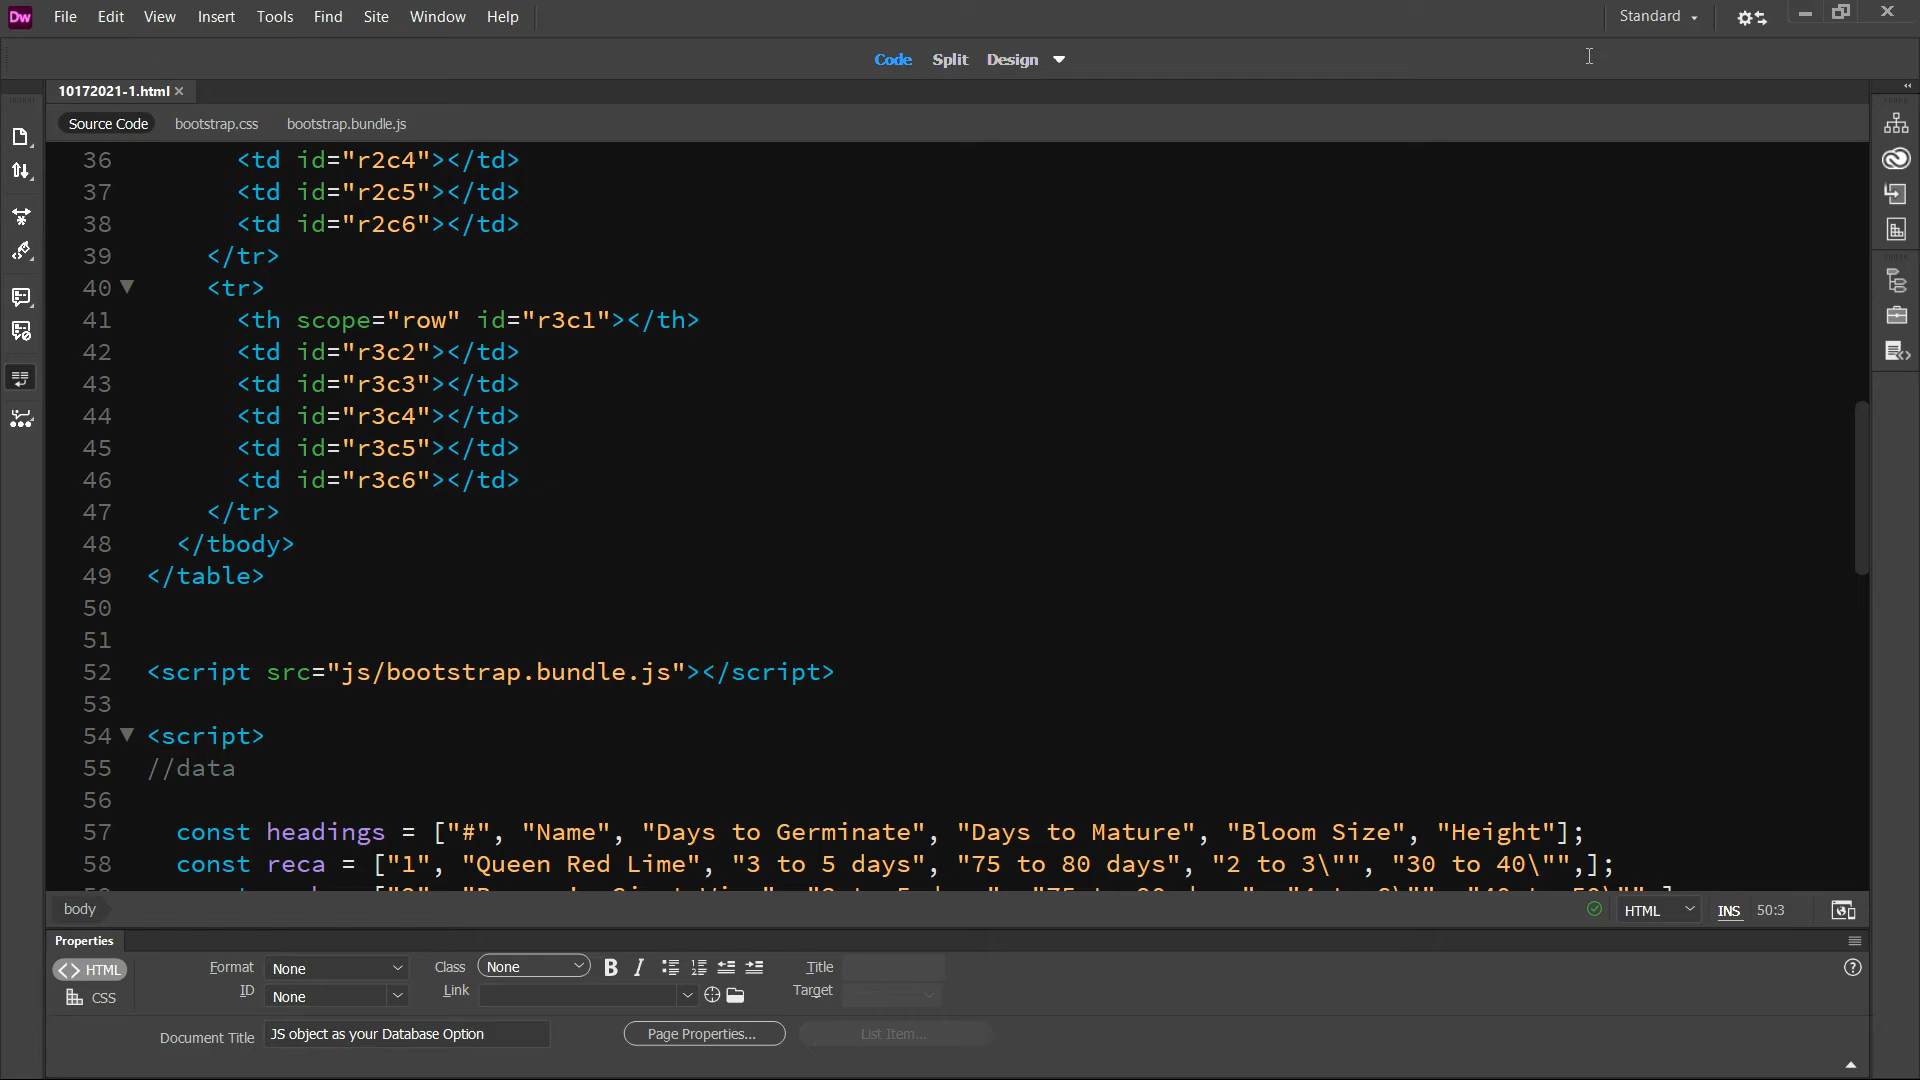 Dw File Edit View Insert Tools Find Site Window Help Standard
Code Split Design
10172021-1.html
Source Code bootstrap.css bootstrap.bundle.js
36 <td id="r2c4"></td>
37 <td id="r2c5"></td>
38 <td id="r2c6"></td>
39 </tr>
40 <tr>
41 <th scope="row" id="r3c1"></th>
42 <td id="r3c2"></td>
43 <td id="r3c3"></td>
44 <td id="r3c4"></td>
45 <td id="r3c5"></td>
46 <td id="r3c6"></td>
47 </tr>
48 </tbody>
49 </table>
50
51
52 <script src="js/bootstrap.bundle.js"></script>
53
54 <script>
55 //data
56
57 const headings = ["#", "Name", "Days to Germinate", "Days to Mature", "Bloom Size", "Height"];
58 const reca = ["1", "Queen Red Lime", "3 to 5 days", "75 to 80 days", "2 to 3\"", "30 to 40\"",];
body HTML INS 50:3
Properties
HTML Format None Class None B I Title
CSS ID None Link Target
Document Title JS object as your Database Option Page Properties... List Item...